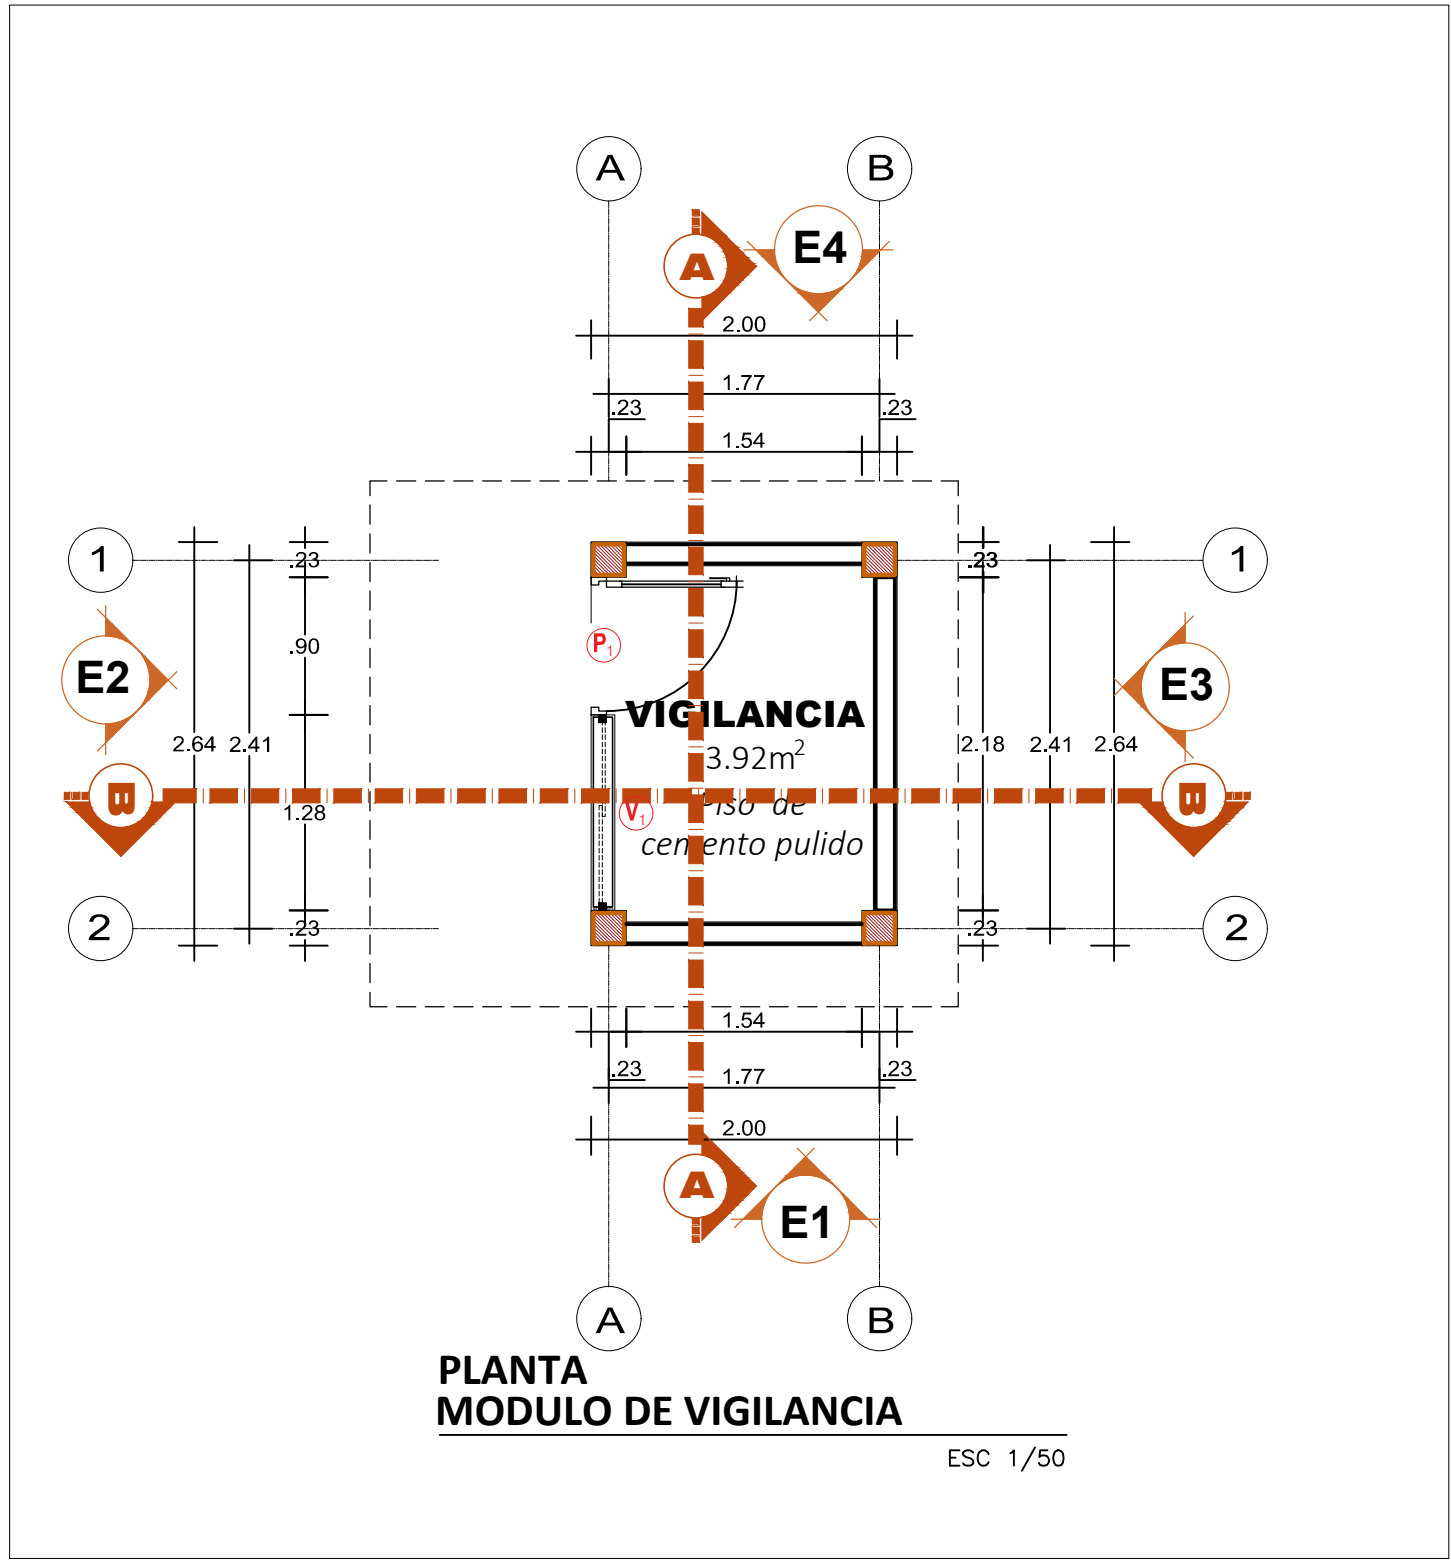 A B
A E4
2.00
1.77
.23 .23
1.54
1 .23 .23 1
P1
.90
E2 E3
VIGILANCIA
2.64 2.41 2.18 2.41 2.64
3.92m²
B B
V1 Piso de
1.28
cemento pulido
2 .23 .23 2
1.54
.23 .23
1.77
2.00
A
E1
A B
PLANTA
MODULO DE VIGILANCIA
ESC 1/50